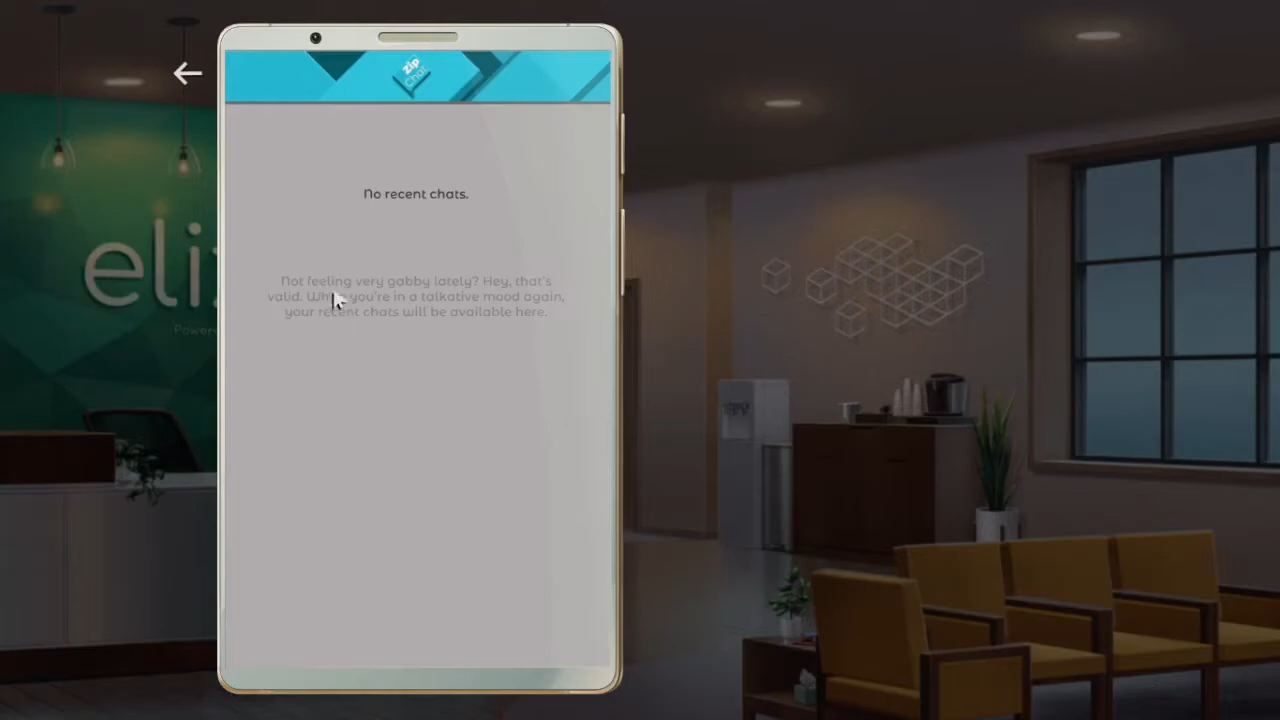 Zip
Chat
No recent chats.
Not feeling very gabby lately? Hey, that's
valid. you're in a talkative mood again,
your recent chats will be available here.
eli
Powere